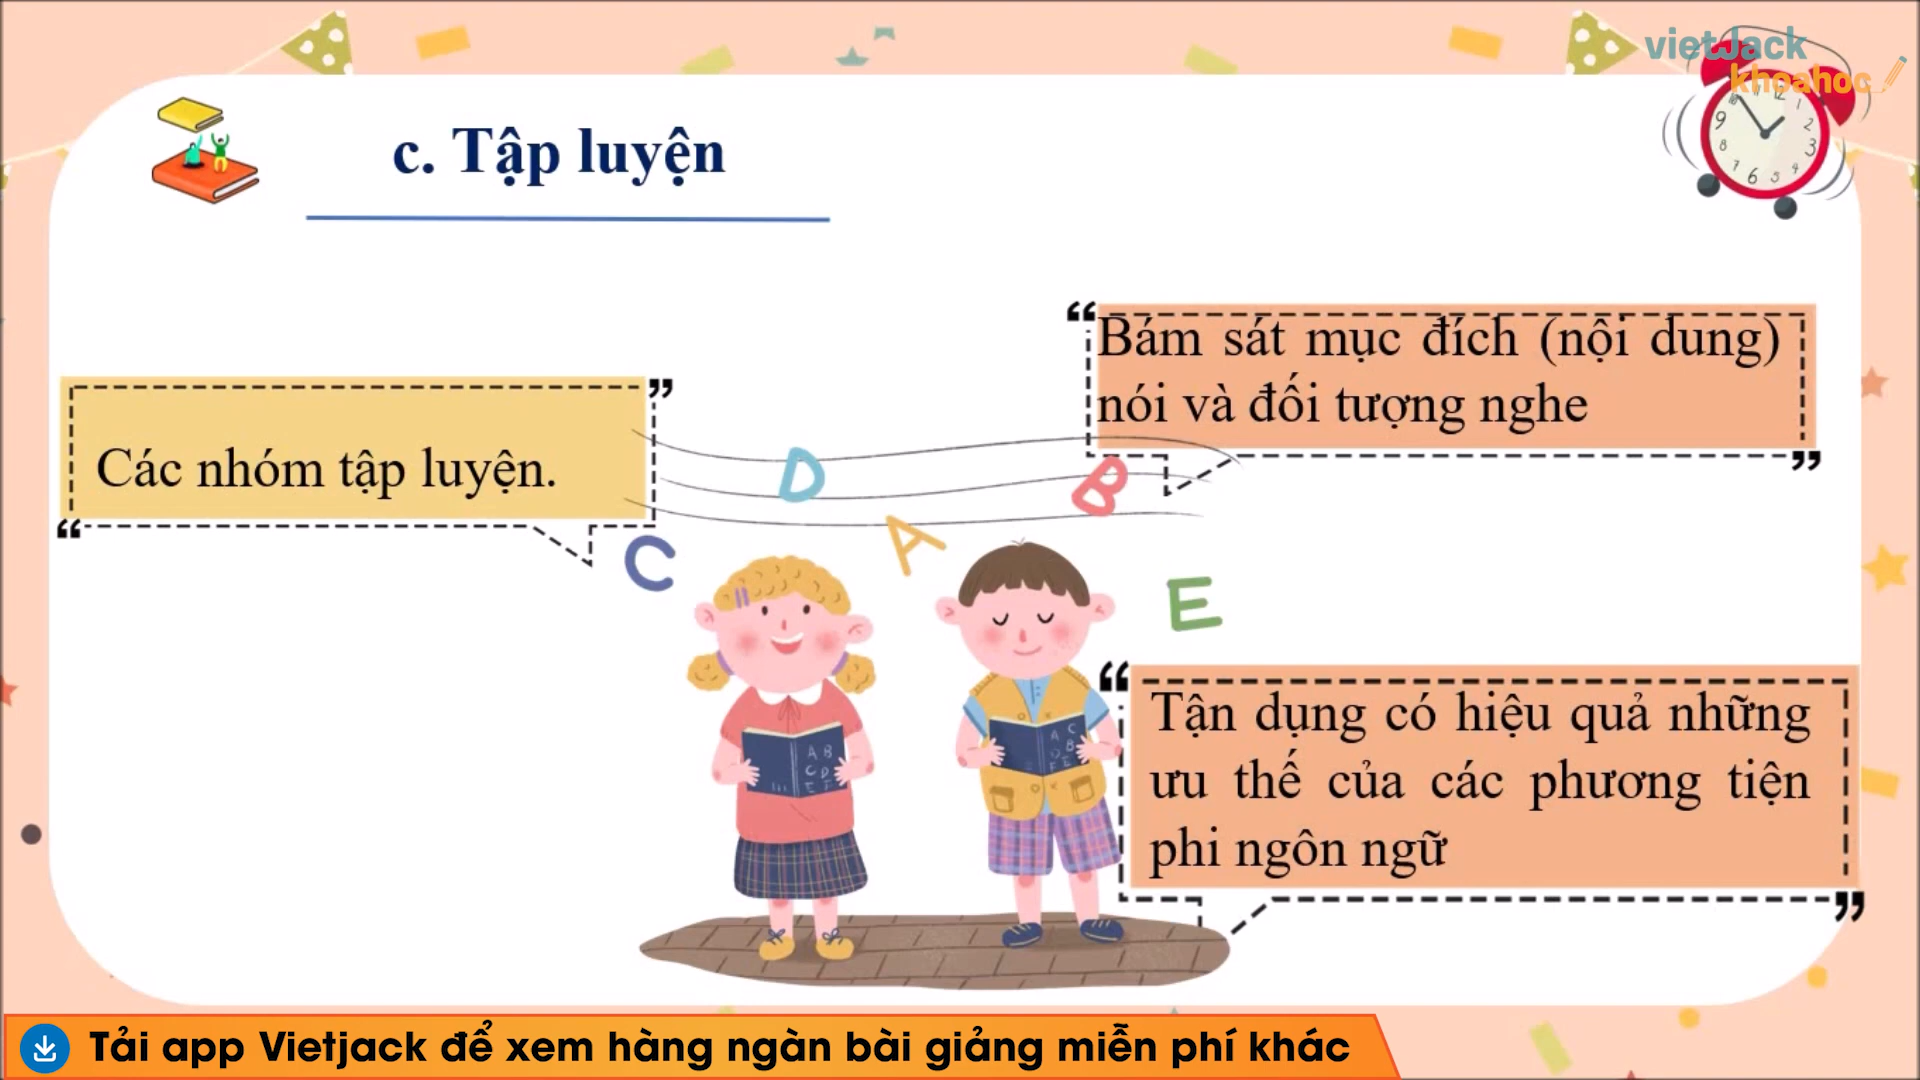 vietJack
khoahoc
c. Tập luyện
Bám sát mục đích (nội dung)
nói và đối tượng nghe
Các nhóm tập luyện.
D
B
A
C
E
Tận dụng có hiệu quả những
ưu thế của các phương tiện
phi ngôn ngữ
Tải app Vietjack để xem hàng ngàn bài giảng miễn phí khác